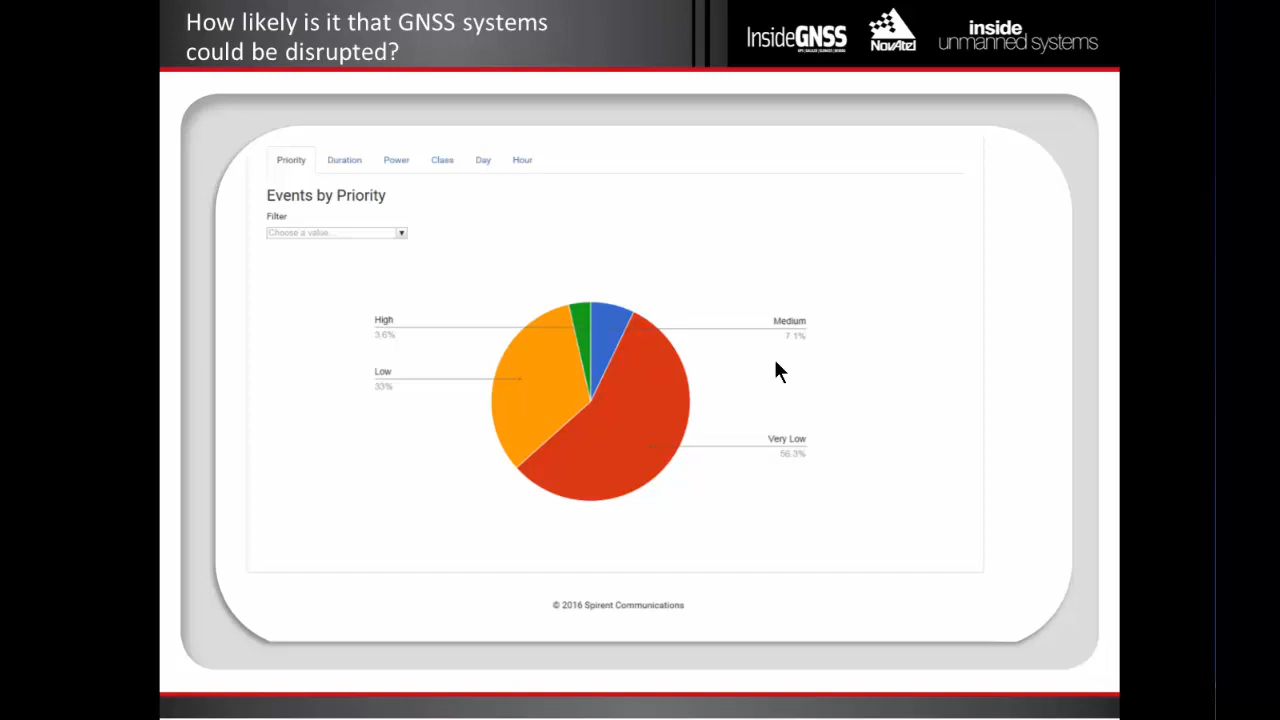 How likely is it that GNSS systems
could be disrupted?
InsideGNSS
NovAtel
inside
unmanned systems
Priority Duration Power Class Day Hour
Events by Priority
Filter
Choose a value...
High
3.6%
Medium
7.1%
Low
33%
Very Low
56.3%
© 2016 Spirent Communications